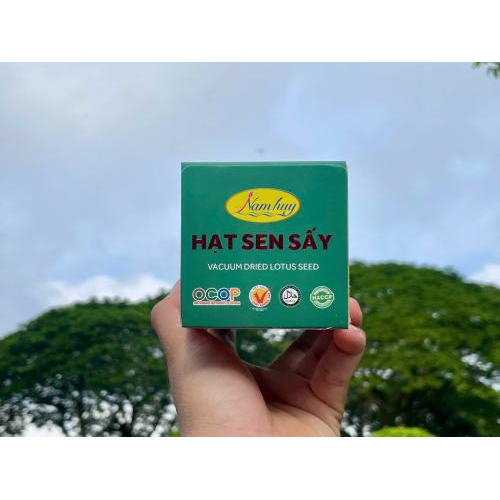 Nam huy
HẠT SEN SẤY
VACUUM DRIED LOTUS SEED
OCOP
HACCP